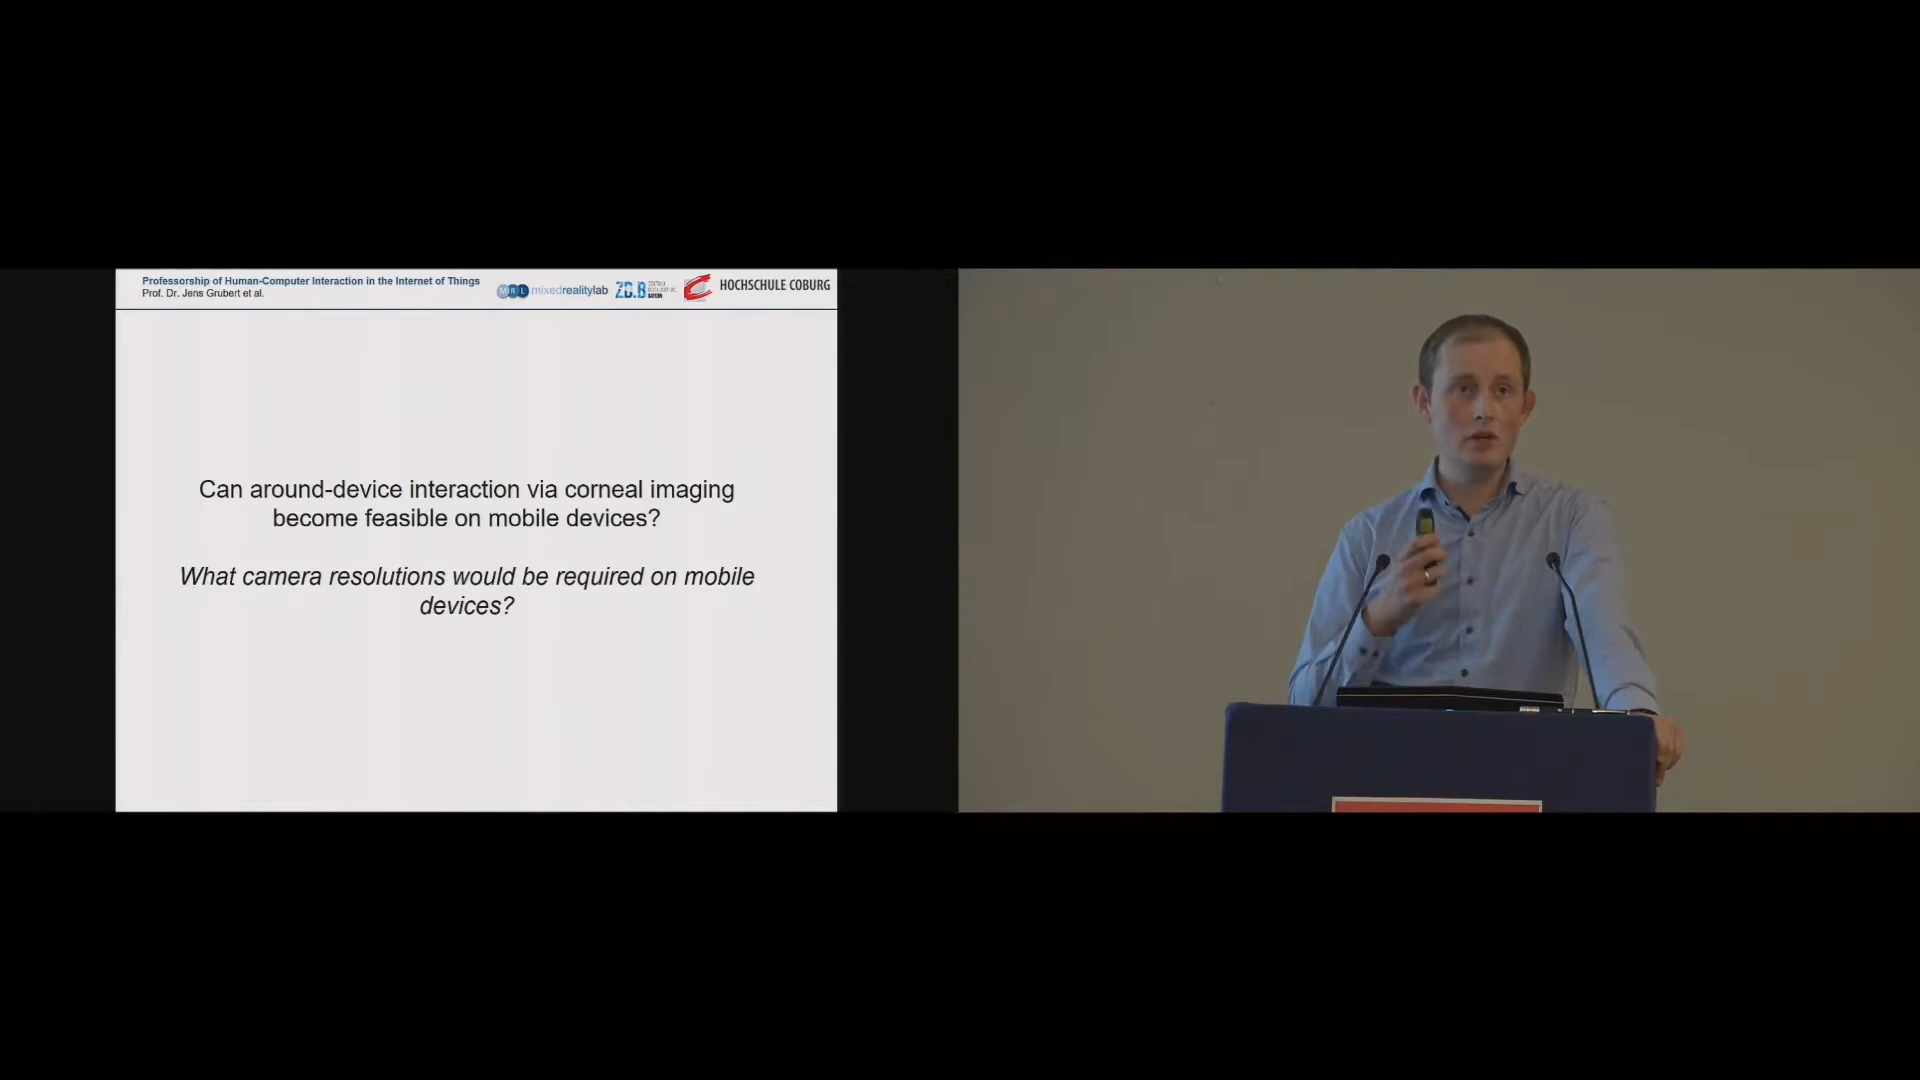 Professorship of Human-Computer Interaction in the Internet of Things
Prof. Dr. Jens Grubert et al.
MRL mixedrealitylab
ZD.B
HOCHSCHULE COBURG
Can around-device interaction via corneal imaging
become feasible on mobile devices?
What camera resolutions would be required on mobile
devices?